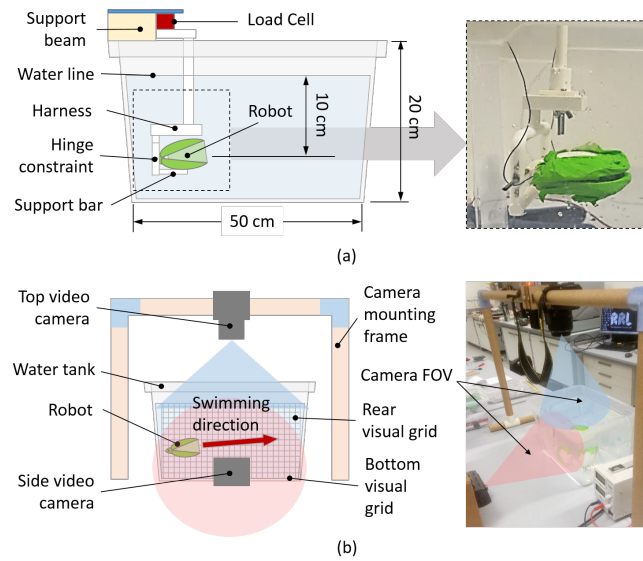 Support
beam
Load Cell
Water line
Harness
Robot
10 cm
20 cm
Hinge
constraint
Support bar
50 cm
(a)
Top video
camera
Camera
mounting
frame
Water tank
Camera FOV
Swimming
direction
Robot
Rear
visual grid
Side video
camera
Bottom
visual
grid
RRL
(b)